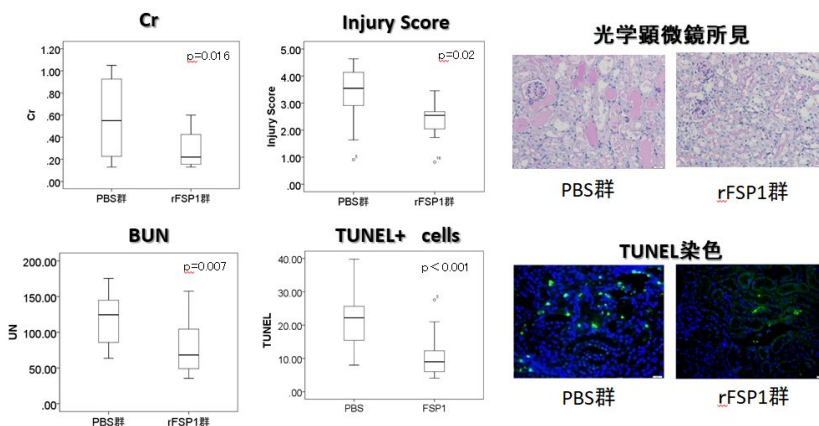 Cr
p=0.016
1.20
1.00
.80
.60
.40
.20
.00
Cr
PBS群
rFSP1群
Injury Score
p=0.02
5.00
4.00
3.00
2.00
1.00
.00
Injury Score
PBS群
rFSP1群
光学顕微鏡所見
PBS群
rFSP1群
BUN
p=0.007
200.00
150.00
100.00
50.00
.00
UN
PBS群
rFSP1群
TUNEL+ cells
p＜0.001
40.00
30.00
20.00
10.00
.00
TUNEL
PBS
FSP1
TUNEL染色
PBS群
rFSP1群